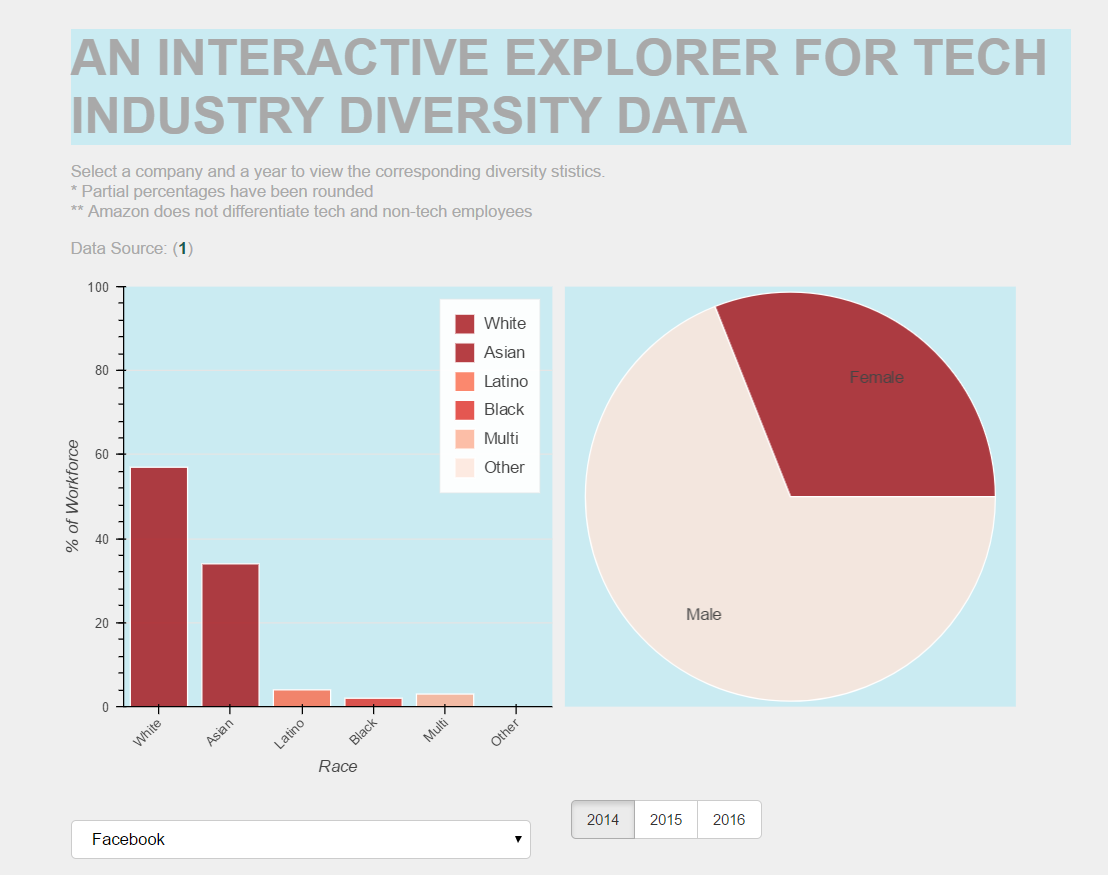 AN INTERACTIVE EXPLORER FOR TECH
INDUSTRY DIVERSITY DATA
Select a company and a year to view the corresponding diversity stistics.
* Partial percentages have been rounded
** Amazon does not differentiate tech and non-tech employees
Data Source: (1)
100
80
60
40
20
0
% of Workforce
White
Asian
Latino
Black
Multi
Other
White
Asian
Latino
Black
Multi
Other
Race
Female
Male
Facebook
2014 2015 2016